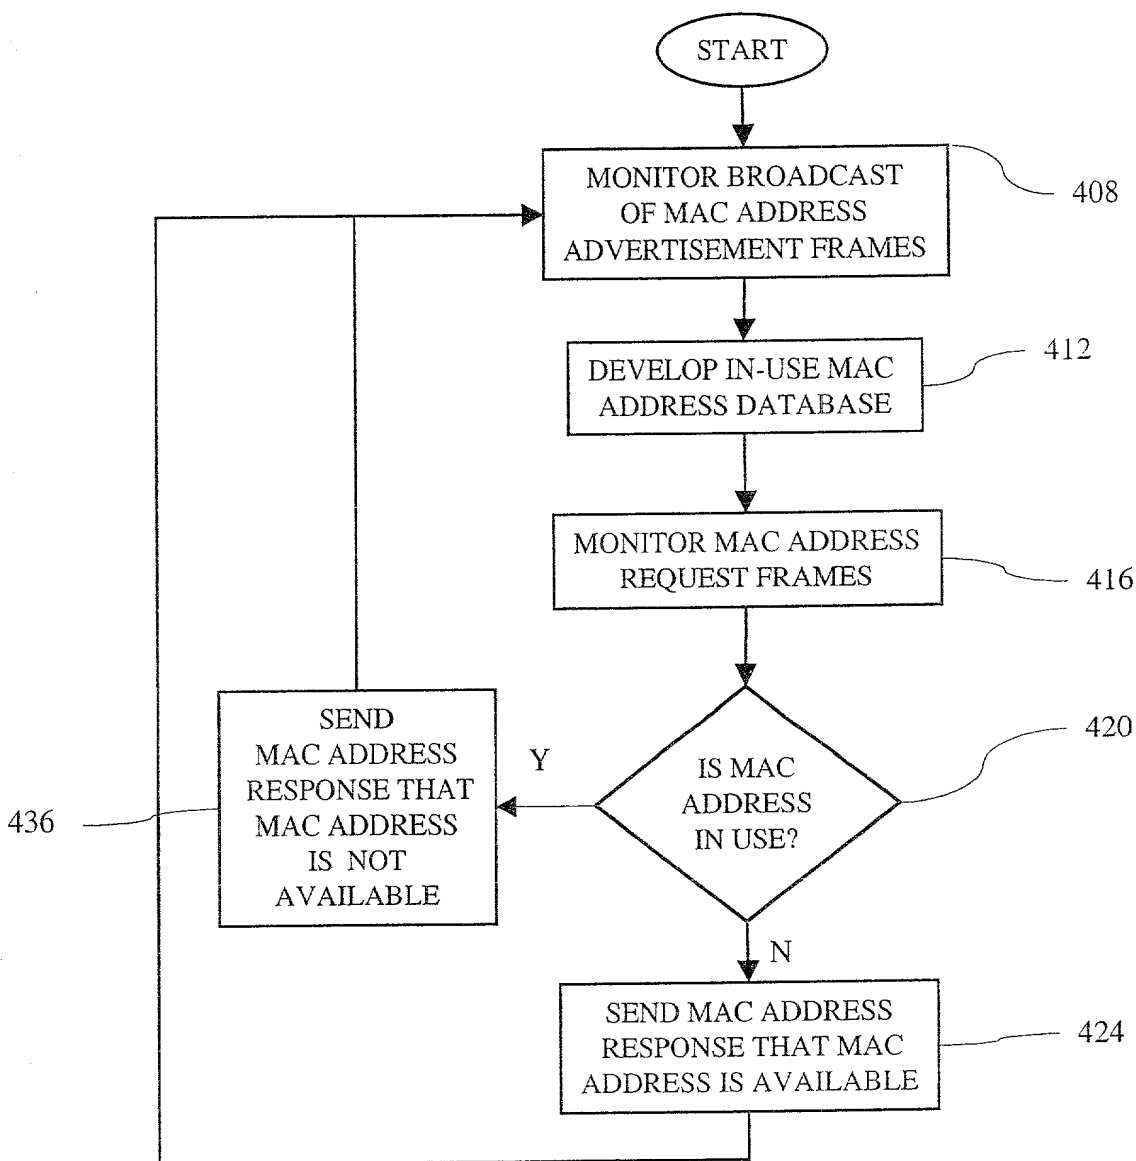 START
MONITOR BROADCAST
OF MAC ADDRESS
ADVERTISEMENT FRAMES
408
DEVELOP IN-USE MAC
ADDRESS DATABASE
412
MONITOR MAC ADDRESS
REQUEST FRAMES
416
IS MAC
ADDRESS
IN USE?
420
Y
SEND
MAC ADDRESS
RESPONSE THAT
MAC ADDRESS
IS NOT
AVAILABLE
436
N
SEND MAC ADDRESS
RESPONSE THAT MAC
ADDRESS IS AVAILABLE
424